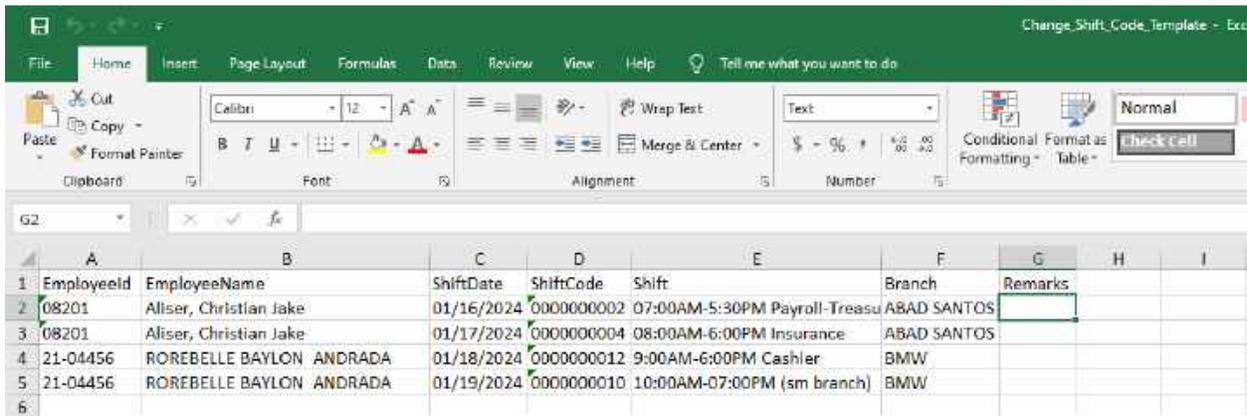 Change_Shift_Code_Template - Exc
File Home Insert Page Layout Formulas Data Review View Help Tell me what you want to do
Cut
Copy
Format Painter
Paste
Calibri 12 A A
B I U A
Wrap Text
Merge & Center
Text
$ - % ,
Conditional Formatting
Format as Table
Normal
Check Cell
Clipboard Font Alignment Number
G2 fx
A B C D E F G H I
1 EmployeeId EmployeeName ShiftDate ShiftCode Shift Branch Remarks
2 08201 Aliser, Christian Jake 01/16/2024 0000000002 07:00AM-5:30PM Payroll-Treasu ABAD SANTOS
3 08201 Aliser, Christian Jake 01/17/2024 0000000004 08:00AM-6:00PM Insurance ABAD SANTOS
4 21-04456 ROREBELLE BAYLON ANDRADA 01/18/2024 0000000012 9:00AM-6:00PM Cashier BMW
5 21-04456 ROREBELLE BAYLON ANDRADA 01/19/2024 0000000010 10:00AM-07:00PM (sm branch) BMW
6